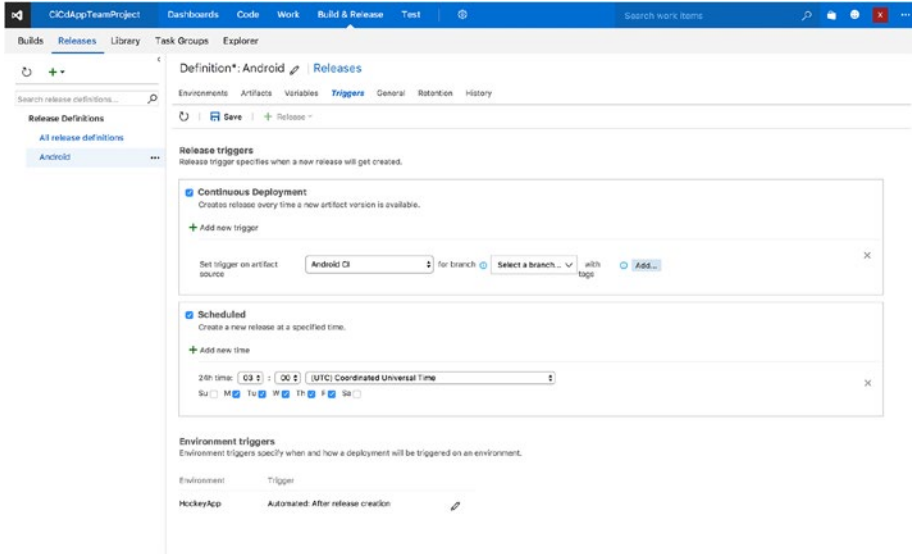 CiCdAppTeamProject Dashboards Code Work Build & Release Test Search work items X ...
Builds Releases Library Task Groups Explorer
Definition*: Android | Releases
Environments Artifacts Variables Triggers General Retention History
Search release definitions...
Save + Release
Release Definitions
All release definitions
Android ...
Release triggers
Release trigger specifies when a new release will get created.
Continuous Deployment
Creates release every time a new artifact version is available.
+ Add new trigger
Set trigger on artifact source Android CI for branch Select a branch... with tags Add...
Scheduled
Create a new release at a specified time.
+ Add new time
24h time: 03 : 00 (UTC) Coordinated Universal Time
Su M Tu W Th F Sa
Environment triggers
Environment triggers specify when and how a deployment will be triggered on an environment.
Environment Trigger
HockeyApp Automated: After release creation